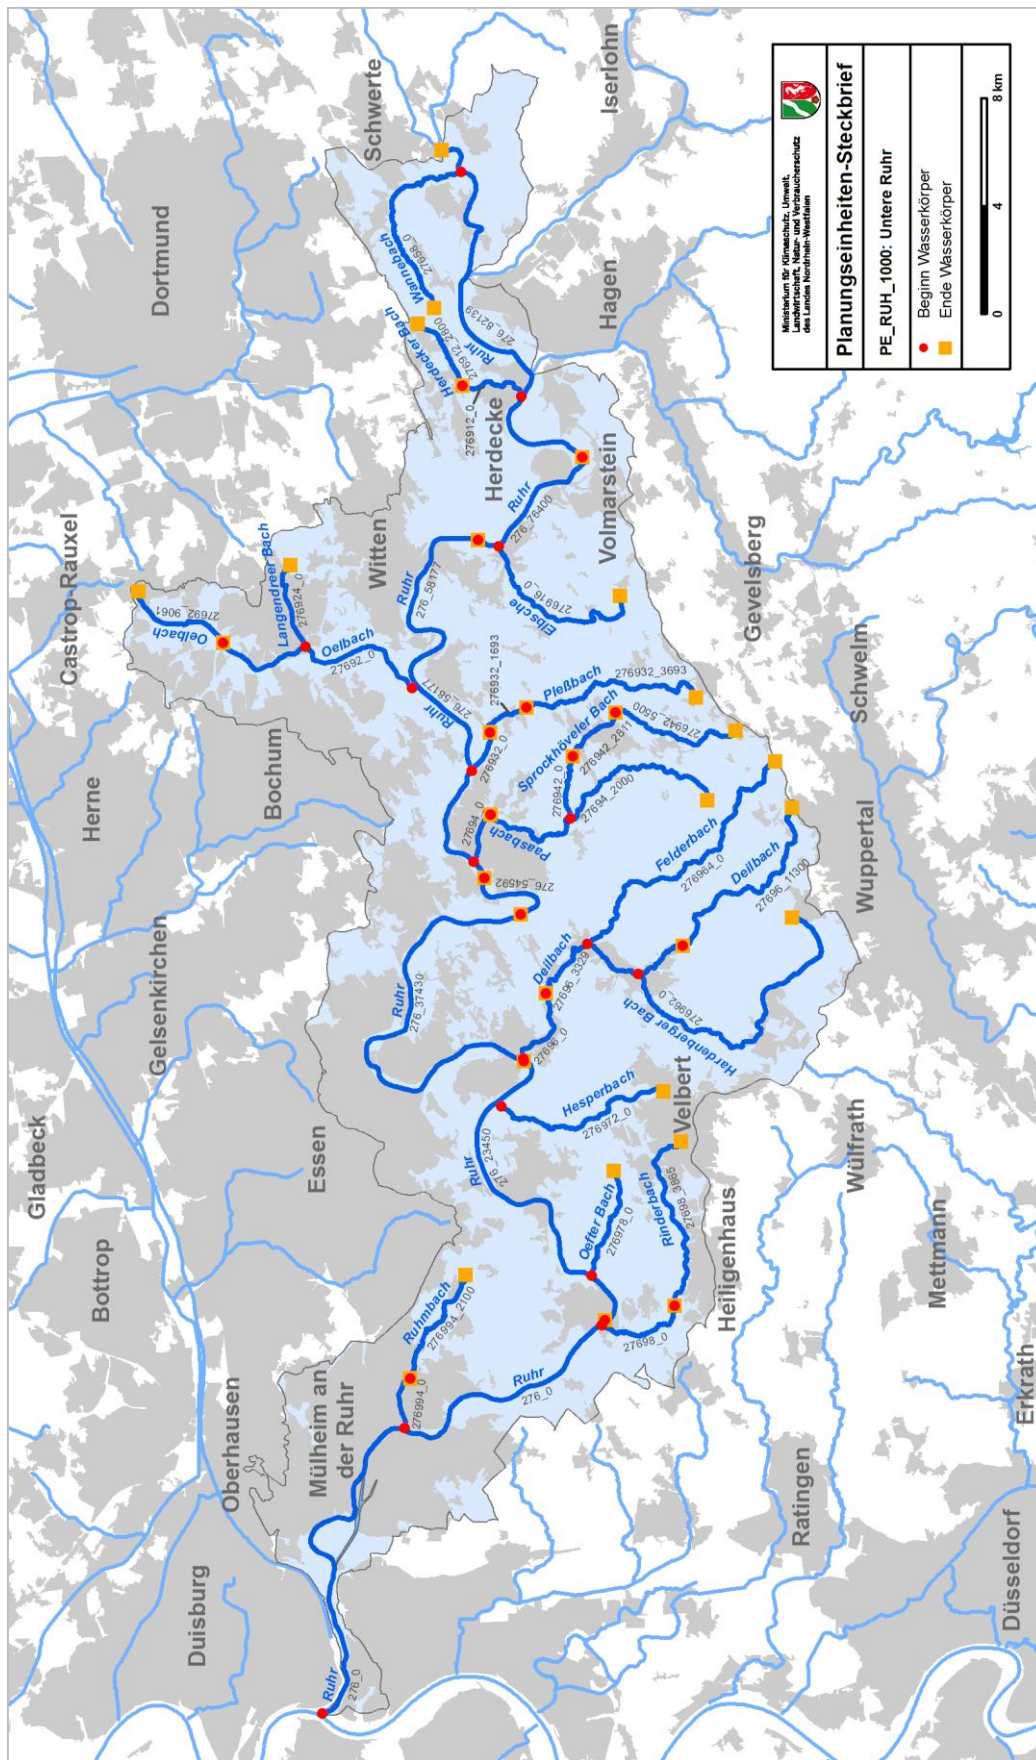 Gladbeck
Castrop-Rauxel
Herne
Gelsenkirchen
Bottrop
Dortmund
Bochum
Essen
Oberhausen
Duisburg
Schwerte
Witten
Mülheim an
der Ruhr
Herdecke
Iserlohn
Hagen
Volmarstein
Gevelsberg
Schwelm
Wuppertal
Velbert
Heiligenhaus
Wülfrath
Mettmann
Ratingen
Erkrath
Düsseldorf
Ruhr
276_0
Ruhr
276_0
Ruhmbach
276994_2100
276994_0
27698_0
Rinderbach
27698_3865
Oefter Bach
276978_0
Ruhr
276_23450
Hesperbach
276972_0
Ruhr
276_37430
27696_0
Deilbach
27696_3329
Hardenberger Bach
276962_0
Deilbach
27696_11300
Felderbach
276964_0
276_54592
27694_0
Paasbach
27694_2000
276942_0
Sprockhöveler Bach
276942_2811
276942_5500
276932_0
276932_1693
Pleßbach
276932_3693
Ruhr
276_58177
Oelbach
27692_0
Oelbach
27692_9061
Langendreer Bach
276924_0
Ruhr
276_58177
Elbsche
276916_0
Ruhr
276_76400
276912_0
Herdecker Bach
276912_2800
Wannebach
27658_0
Ruhr
276_82139
Ministerium für Klimaschutz, Umwelt,
Landwirtschaft, Natur- und Verbraucherschutz
des Landes Nordrhein-Westfalen
Planungseinheiten-Steckbrief
PE_RUH_1000: Untere Ruhr
Beginn Wasserkörper
Ende Wasserkörper
0 4 8 km